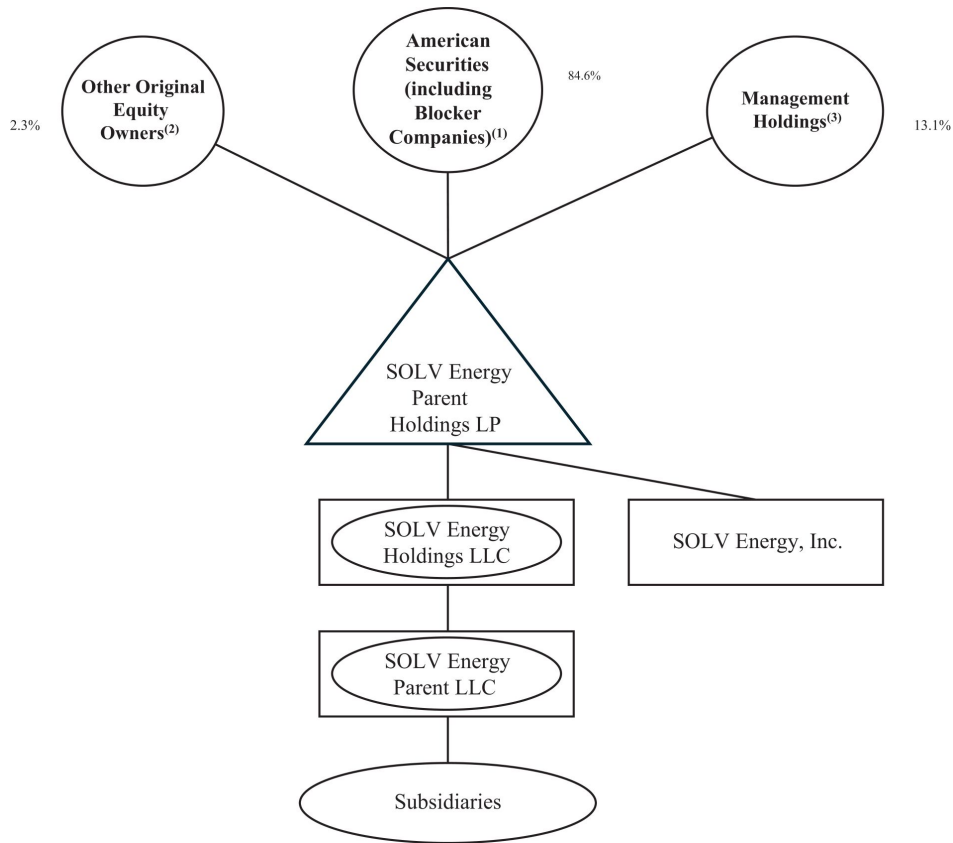 American
Securities
(including
Blocker
Companies)(1)
84.6%
Other Original
Equity
Owners(2)
2.3%
Management
Holdings(3)
13.1%
SOLV Energy
Parent
Holdings LP
SOLV Energy
Holdings LLC
SOLV Energy, Inc.
SOLV Energy
Parent LLC
Subsidiaries